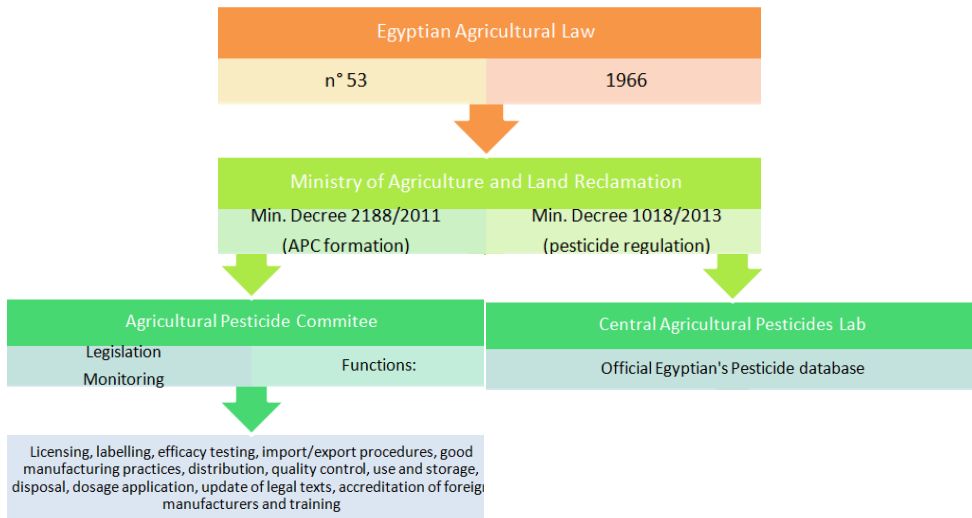 Egyptian Agricultural Law
n° 53
1966
Ministry of Agriculture and Land Reclamation
Min. Decree 2188/2011
(APC formation)
Min. Decree 1018/2013
(pesticide regulation)
Agricultural Pesticide Commitee
Legislation
Monitoring
Functions:
Central Agricultural Pesticides Lab
Official Egyptian's Pesticide database
Licensing, labelling, efficacy testing, import/export procedures, good
manufacturing practices, distribution, quality control, use and storage,
disposal, dosage application, update of legal texts, accreditation of foreign
manufacturers and training